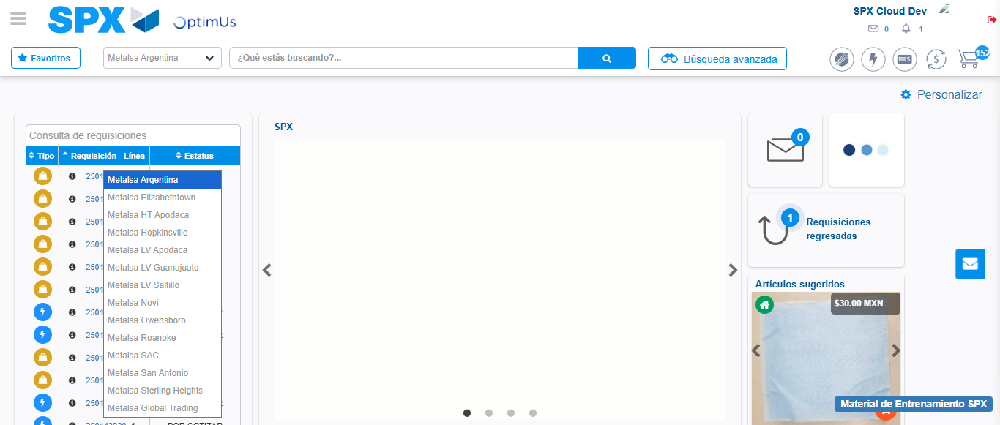 SPX
OptimUs
SPX Cloud Dev
0
1
Favoritos
Metalsa Argentina
¿Qué estás buscando?...
Búsqueda avanzada
152
Personalizar
Consulta de requisiciones
Tipo
Requisición - Línea
Estatus
2501
2501
2501
2501
2501
2501
2501
2501
2501
2501
2501
Metalsa Argentina
Metalsa Elizabethtown
Metalsa HT Apodaca
Metalsa Hopkinsville
Metalsa LV Apodaca
Metalsa LV Guanajuato
Metalsa LV Saltillo
Metalsa Novi
Metalsa Owensboro
Metalsa Roanoke
Metalsa SAC
Metalsa San Antonio
Metalsa Sterling Heights
Metalsa Global Trading
POR COTIZAR
SPX
0
1
Requisiciones
regresadas
Artículos sugeridos
$30.00 MXN
Material de Entrenamiento SPX